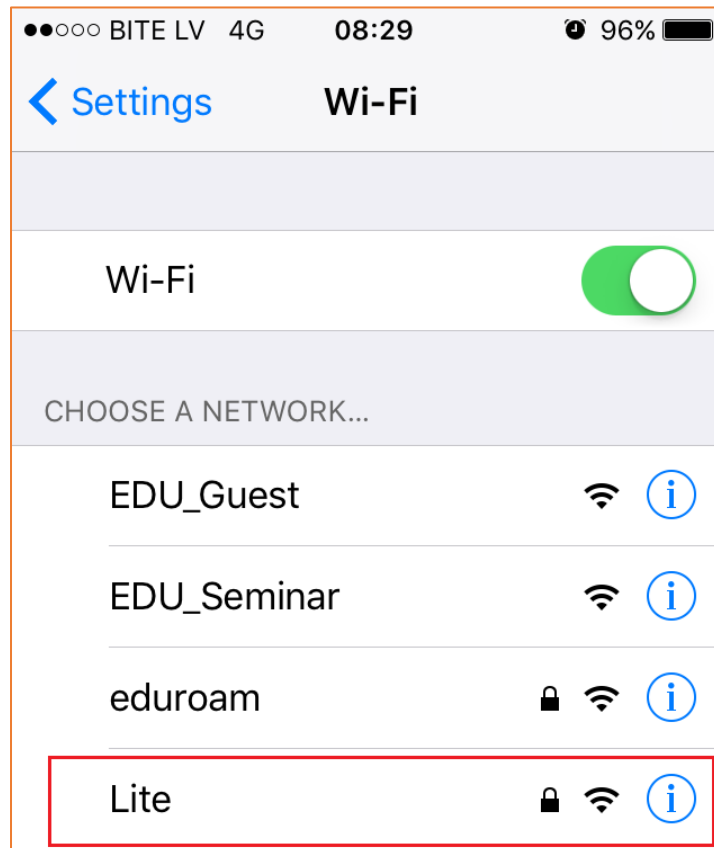 BITE LV 4G 08:29 96%
Settings Wi-Fi
Wi-Fi
CHOOSE A NETWORK...
EDU_Guest
EDU_Seminar
eduroam
Lite